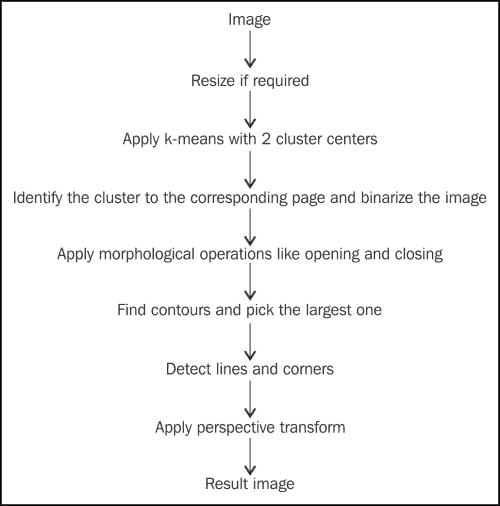 Image
Resize if required
Apply k-means with 2 cluster centers
Identify the cluster to the corresponding page and binarize the image
Apply morphological operations like opening and closing
Find contours and pick the largest one
Detect lines and corners
Apply perspective transform
Result image